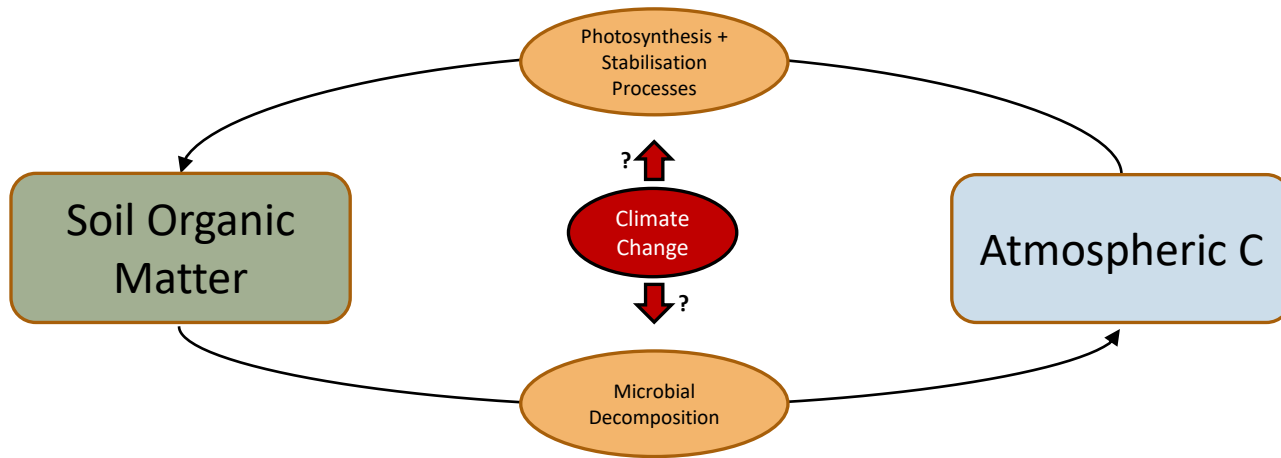 Photosynthesis +
Stabilisation
Processes
?
Soil Organic
Matter
Climate
Change
Atmospheric C
?
Microbial
Decomposition